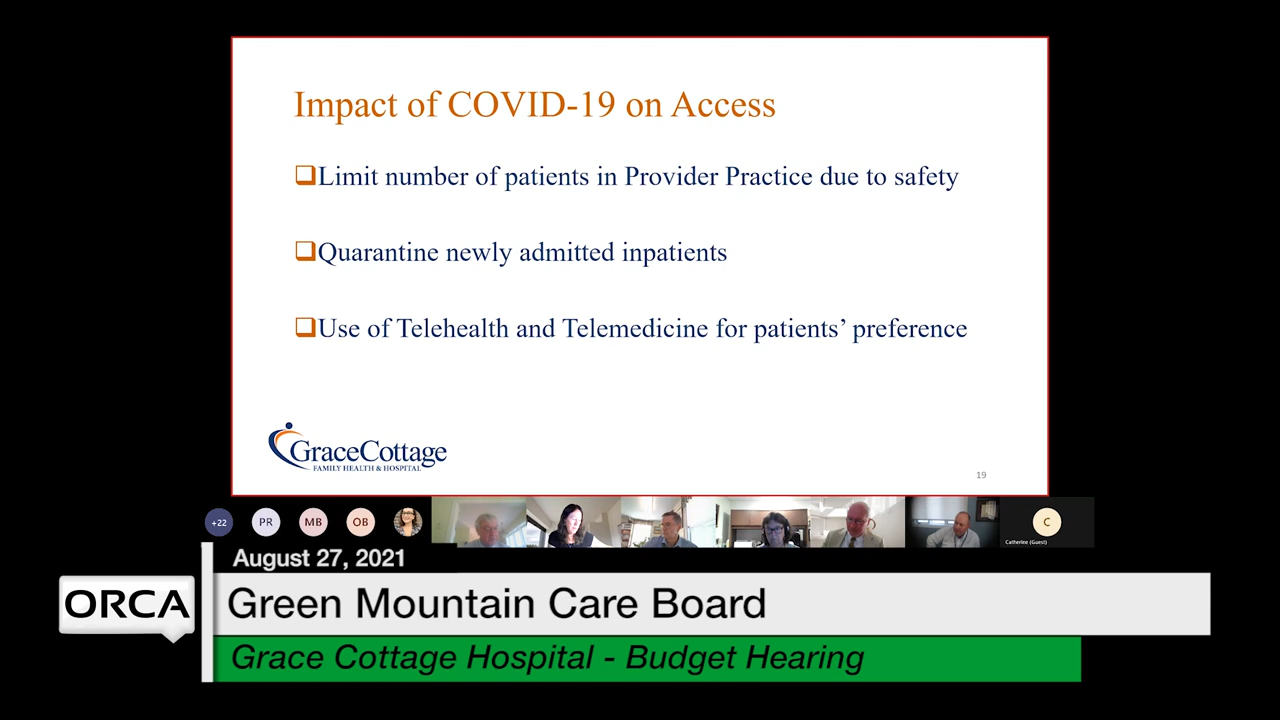 Impact of COVID-19 on Access
Limit number of patients in Provider Practice due to safety
Quarantine newly admitted inpatients
Use of Telehealth and Telemedicine for patients’ preference
GraceCottage
FAMILY HEALTH & HOSPITAL
19
+22
PR
MB
OB
C
Catherine (Guest)
August 27, 2021
ORCA
Green Mountain Care Board
Grace Cottage Hospital - Budget Hearing